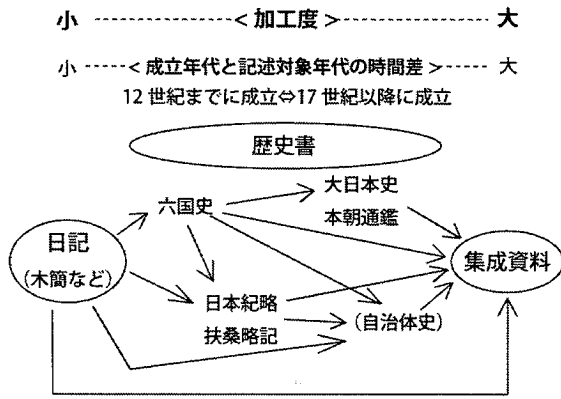 小 ------------< 加工度 >------------ 大
小 ------< 成立年代と記述対象年代の時間差 >------ 大
12 世紀までに成立⇔17 世紀以降に成立
歴史書
大日本史
六国史
本朝通鑑
日記
(木簡など)
集成資料
日本紀略
(自治体史)
扶桑略記